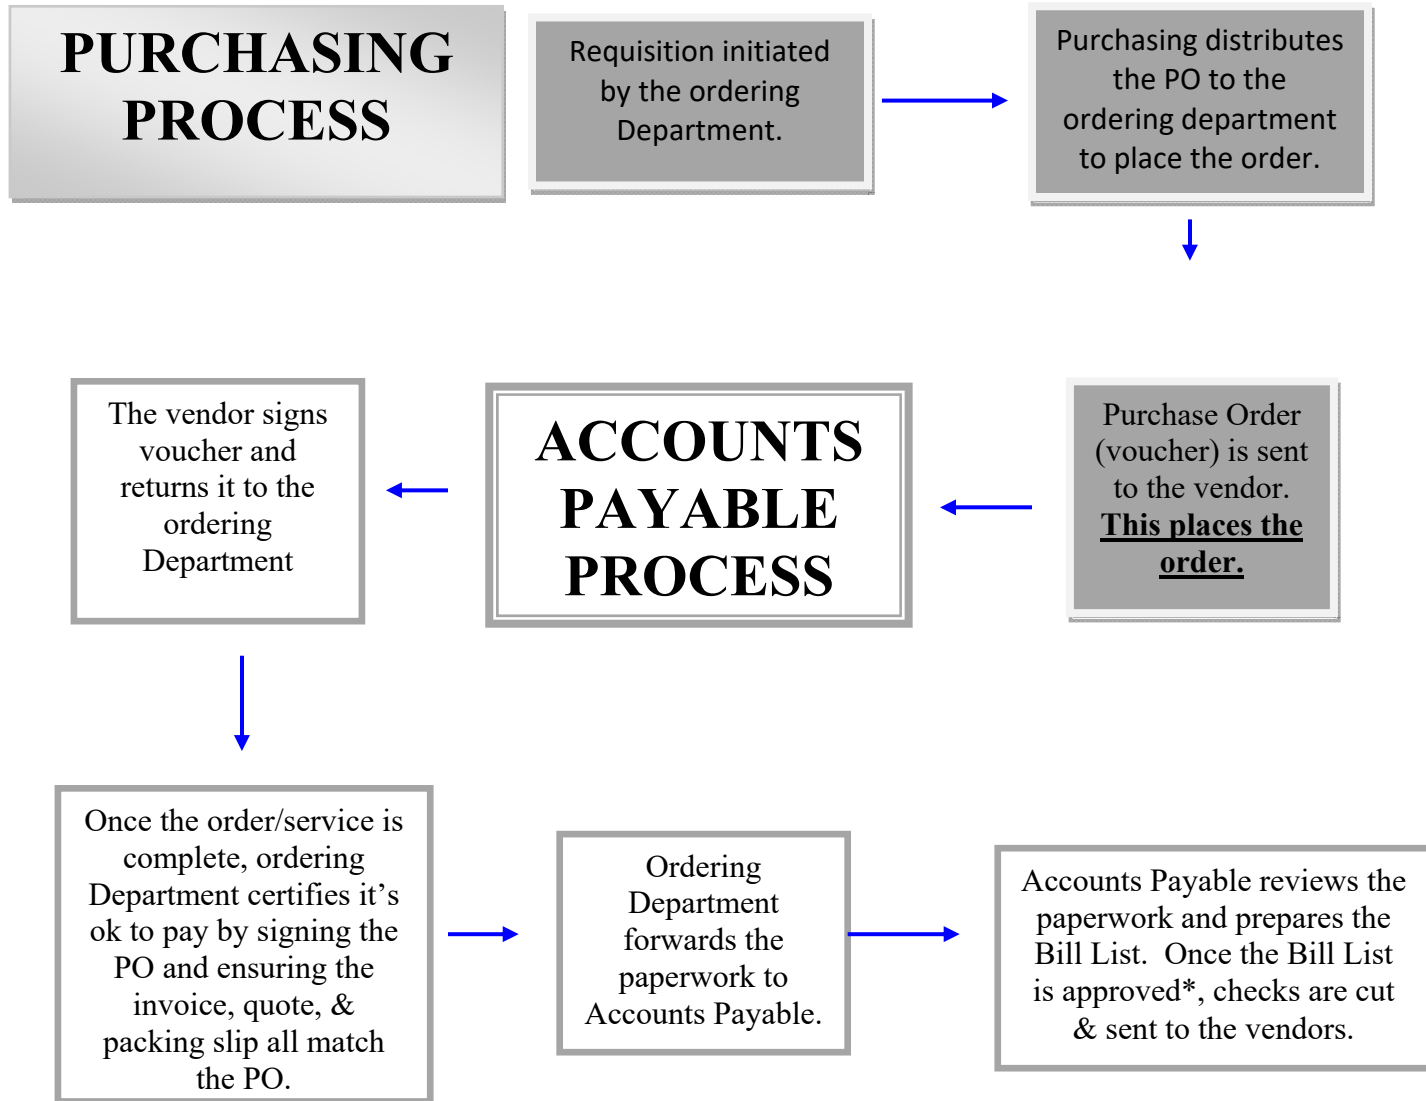 PURCHASING
PROCESS
Requisition initiated
by the ordering
Department.
Purchasing distributes
the PO to the
ordering department
to place the order.
Purchase Order
(voucher) is sent
to the vendor.
This places the
order.
ACCOUNTS
PAYABLE
PROCESS
The vendor signs
voucher and
returns it to the
ordering
Department
Once the order/service is
complete, ordering
Department certifies it’s
ok to pay by signing the
PO and ensuring the
invoice, quote, &
packing slip all match
the PO.
Ordering
Department
forwards the
paperwork to
Accounts Payable.
Accounts Payable reviews the
paperwork and prepares the
Bill List.  Once the Bill List
is approved*, checks are cut
& sent to the vendors.